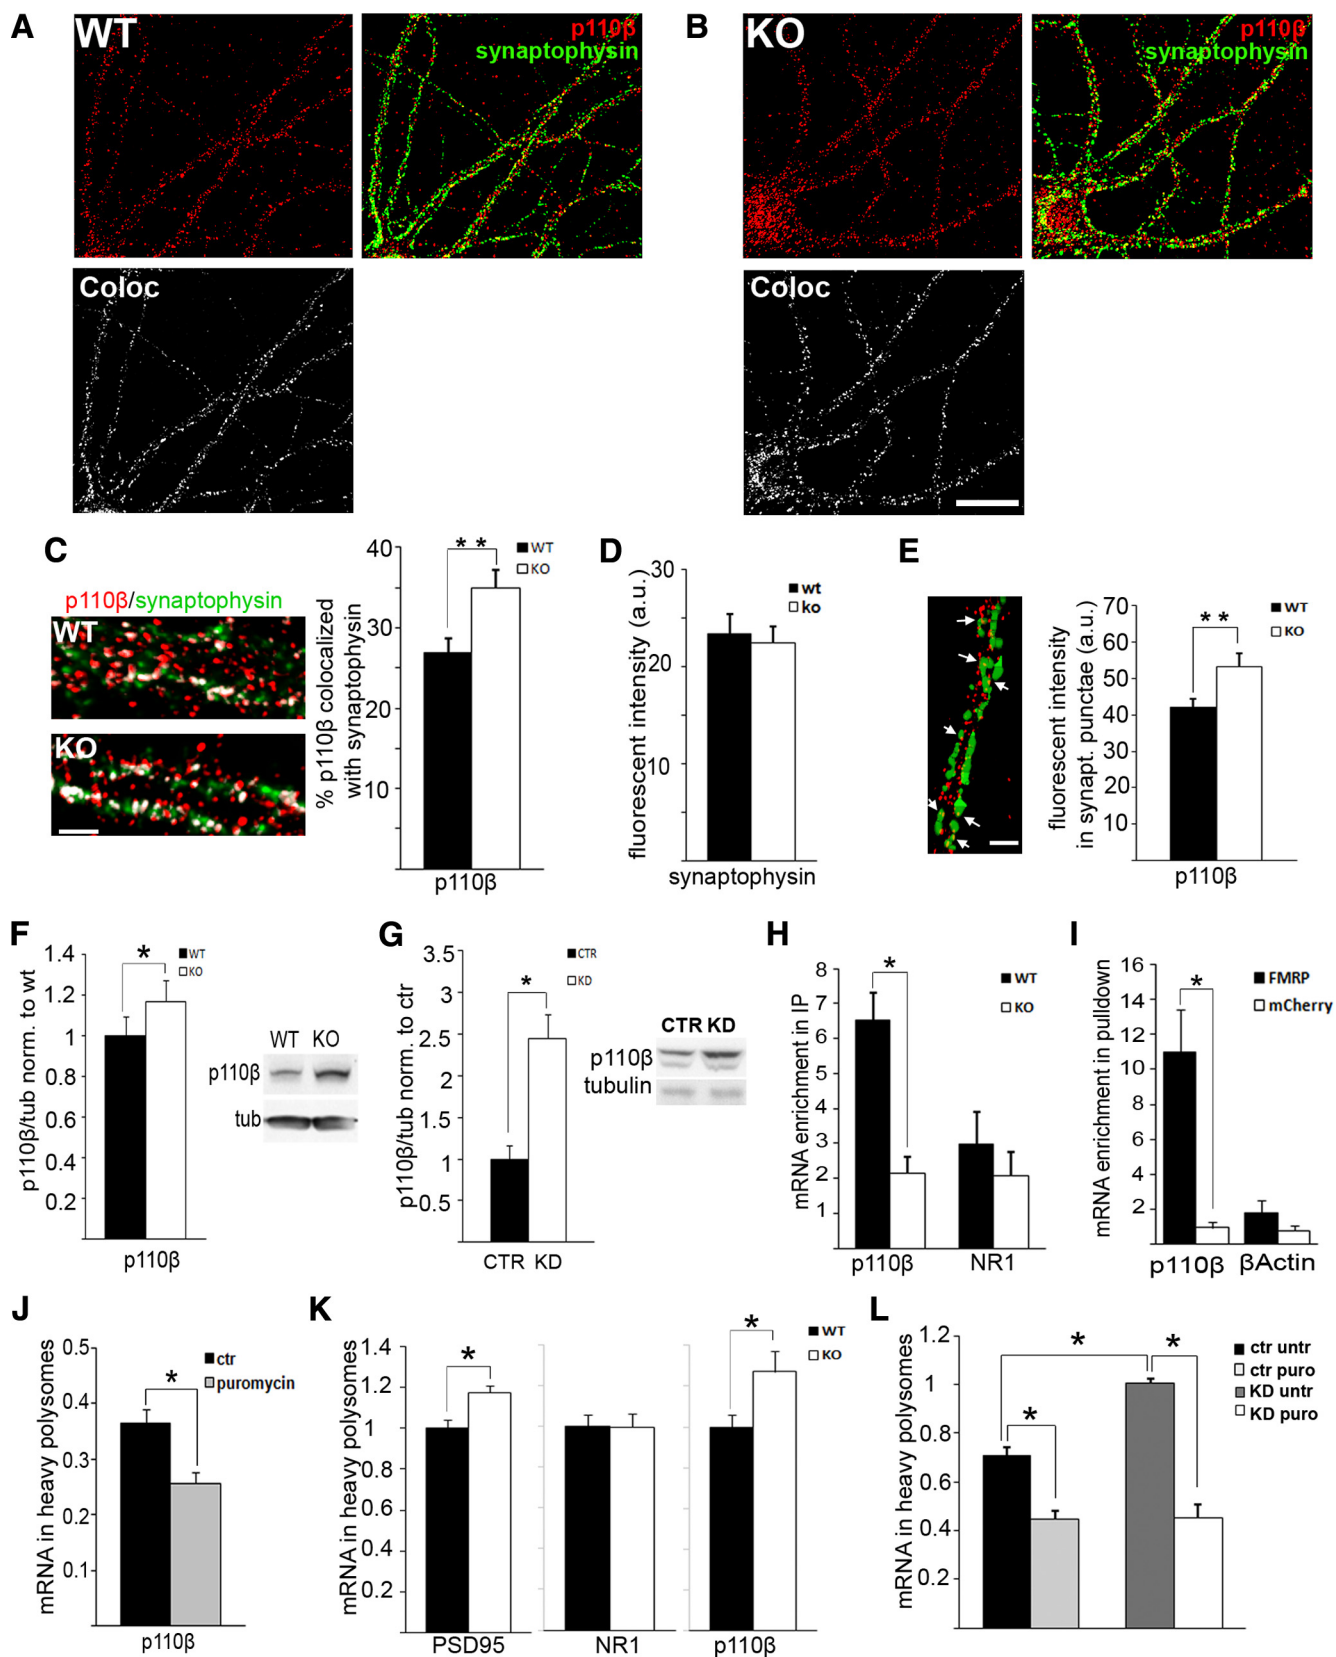 A
WT
p110β
synaptophysin
Coloc
B
KO
p110β
synaptophysin
Coloc
C
p110β/synaptophysin
WT
KO
% p110β colocalized
with synaptophysin
40
30
20
10
* *
WT
KO
p110β
D
fluorescent intensity (a.u.)
30
20
10
wt
ko
synaptophysin
E
fluorescent intensity
in synapt. punctae (a.u.)
70
60
50
40
30
20
10
* *
WT
KO
p110β
F
p110β/tub norm. to wt
1.4
1.2
1
0.8
0.6
0.4
0.2
*
WT
KO
p110β
WT KO
p110β
tub
G
p110β/tub norm. to ctr
3.5
3
2.5
2
1.5
1
0.5
*
CTR
KD
CTR KD
CTR KD
p110β
tubulin
H
mRNA enrichment in IP
8
7
6
5
4
3
2
1
*
WT
KO
p110β
NR1
I
mRNA enrichment in pulldown
16
14
12
10
8
6
4
2
*
FMRP
mCherry
p110β
βActin
J
mRNA in heavy polysomes
0.5
0.4
0.3
0.2
0.1
*
ctr
puromycin
p110β
K
mRNA in heavy polysomes
1.4
1.2
1
0.8
0.6
0.4
0.2
*
*
WT
KO
PSD95
NR1
p110β
L
mRNA in heavy polysomes
1.2
1
0.8
0.6
0.4
0.2
*
*
*
ctr untr
ctr puro
KD untr
KD puro